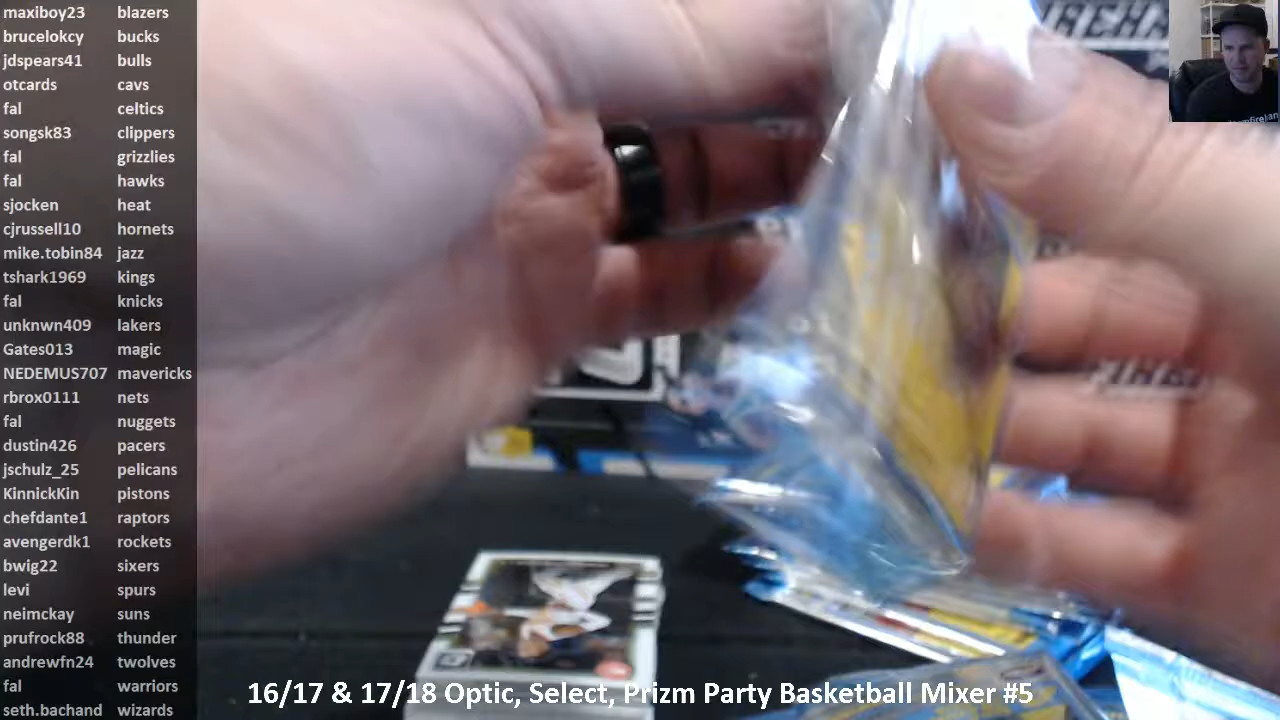 maxiboy23 blazers
brucelokcy bucks
jdspears41 bulls
otcards cavs
fal celtics
songsk83 clippers
fal grizzlies
fal hawks
sjocken heat
cjrussell10 hornets
mike.tobin84 jazz
tshark1969 kings
fal knicks
unknwn409 lakers
Gates013 magic
NEDEMUS707 mavericks
rbrox0111 nets
fal nuggets
dustin426 pacers
jschulz_25 pelicans
KinnickKin pistons
chefdante1 raptors
avengerdk1 rockets
bwig22 sixers
levi spurs
neimckay suns
prufrock88 thunder
andrewfn24 twolves
fal warriors
seth.bachand wizards
16/17 & 17/18 Optic, Select, Prizm Party Basketball Mixer #5